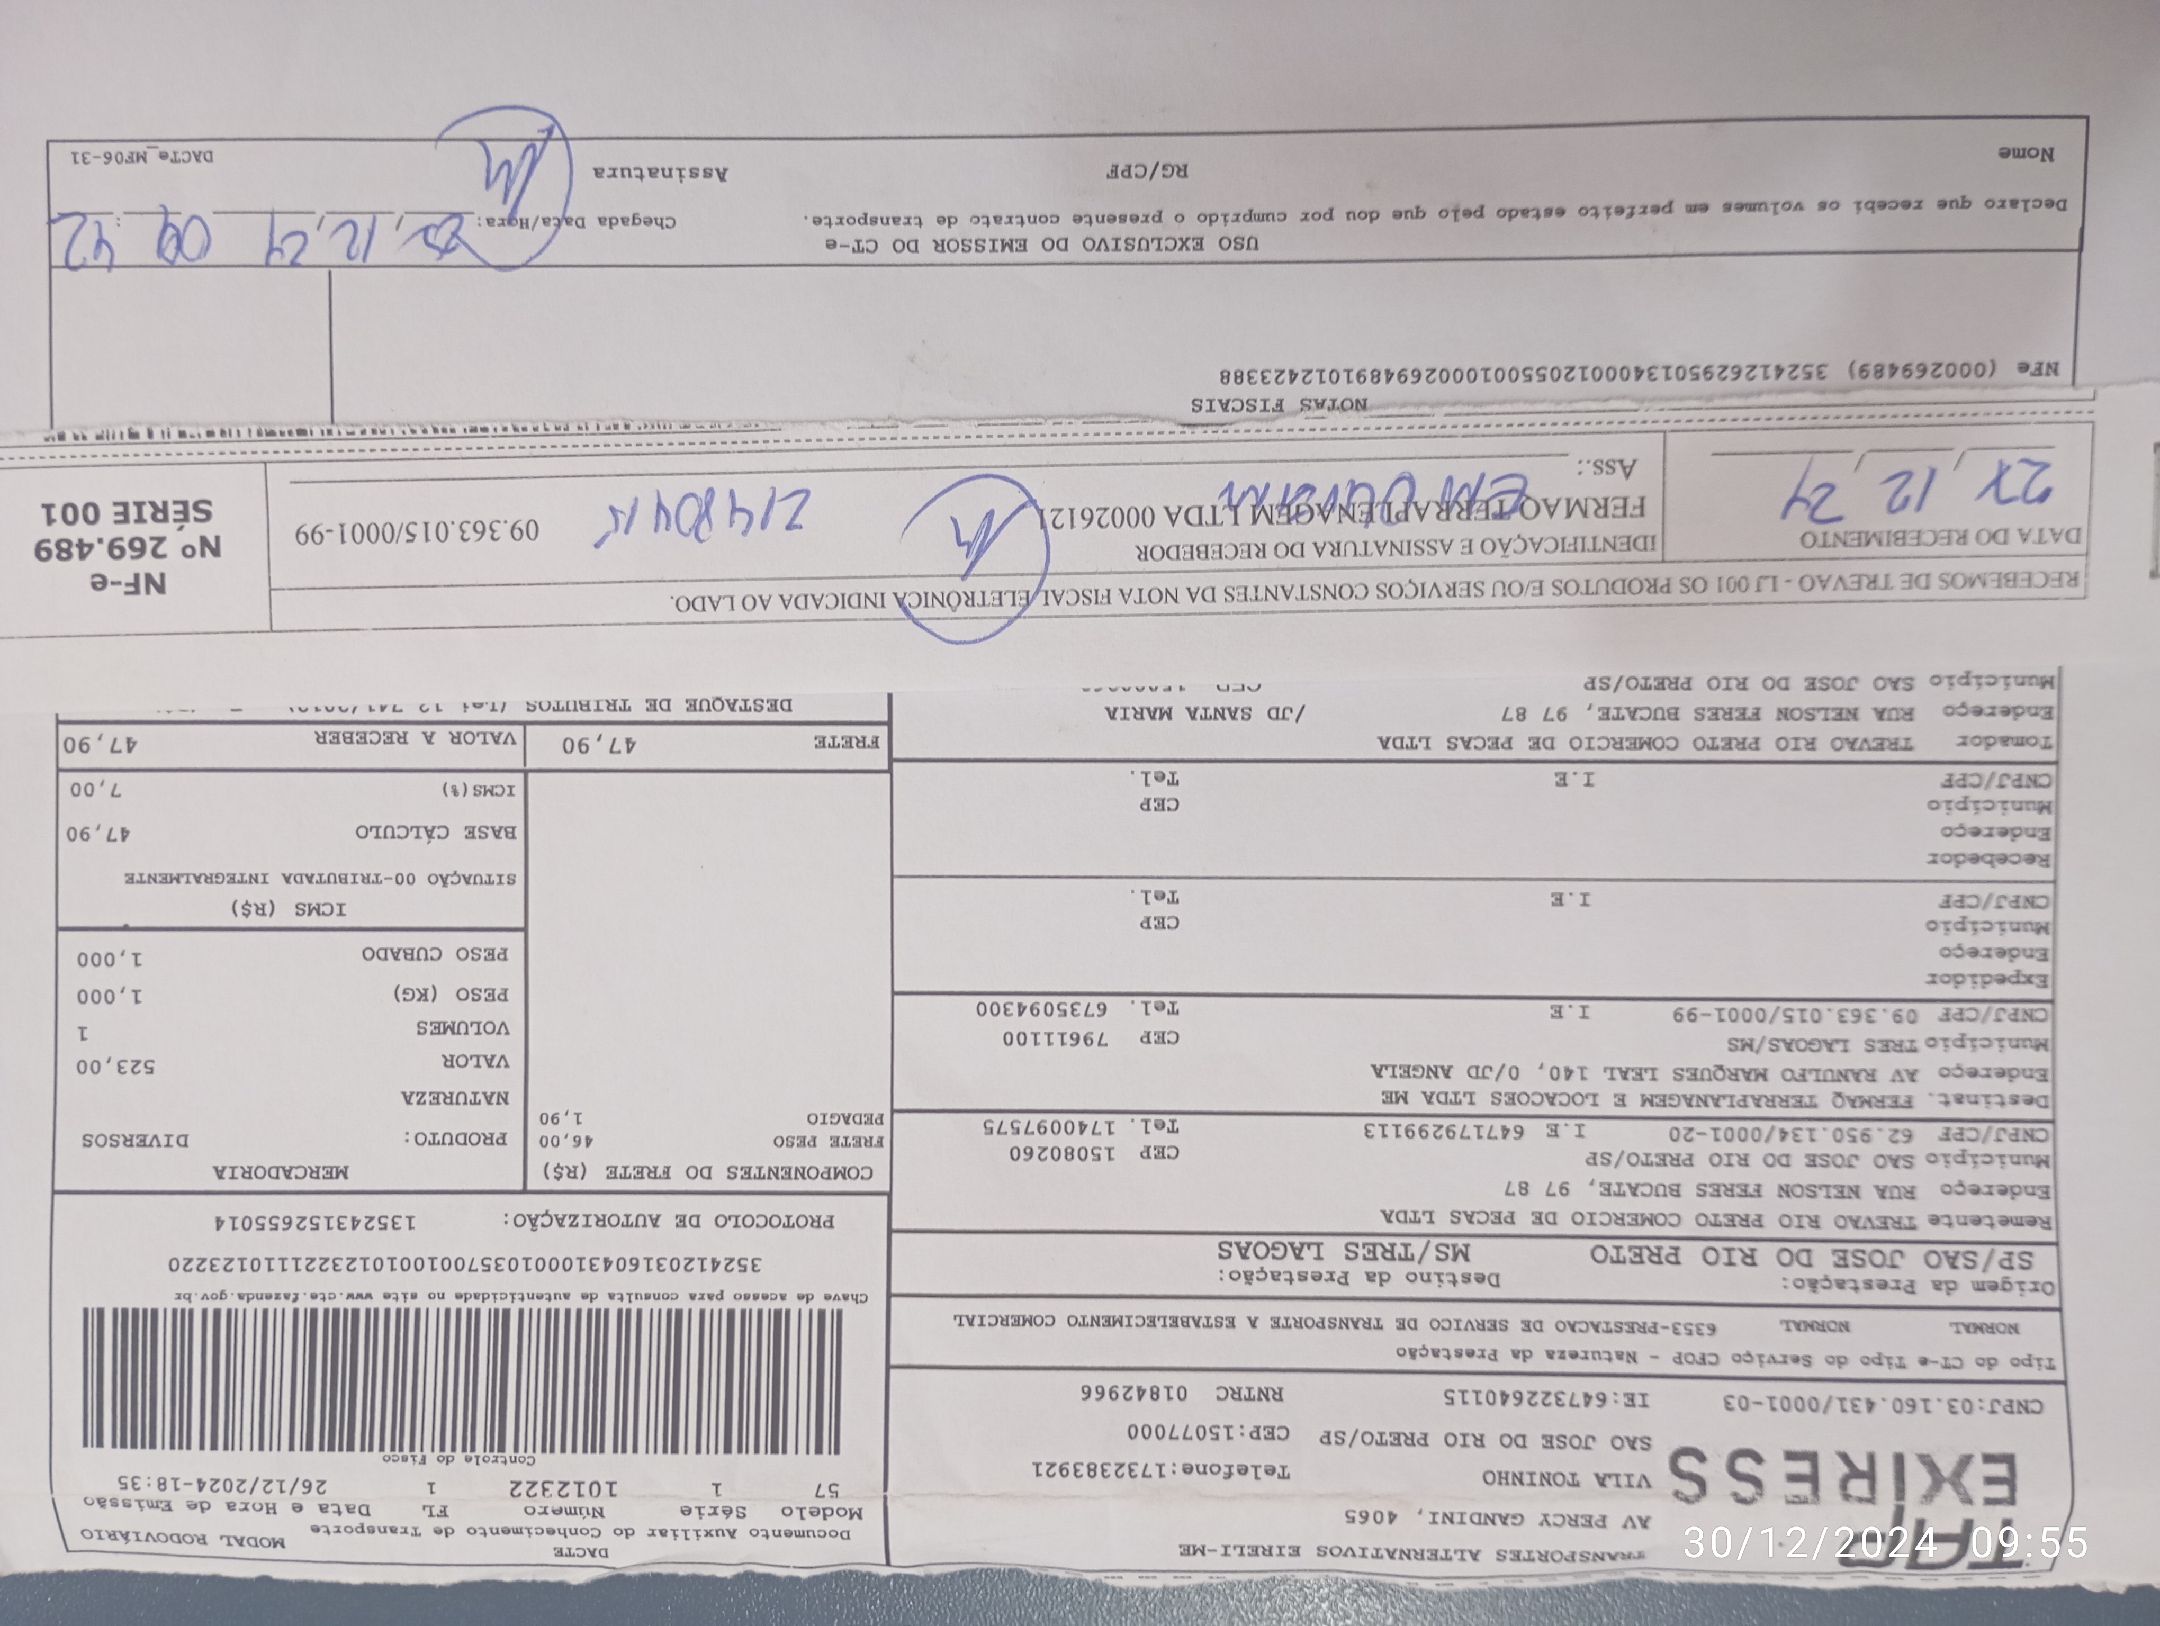 TAP
EXPRESS
TRANSPORTES ALTERNATIVOS EIRELI-ME
AV PERCY GANDINI, 4065
VILA TONINHO Telefone:1732383921
SAO JOSE DO RIO PRETO/SP CEP:15077000
CNPJ:03.160.431/0001-03 IE:647322640115 RNTRC 01842966
Tipo do CT-e Tipo do Serviço CFOP - Natureza da Prestação
NORMAL NORMAL 6353-PRESTACAO DE SERVICO DE TRANSPORTE A ESTABELECIMENTO COMERCIAL
Origem da Prestação: Destino da Prestação:
SP/SAO JOSE DO RIO PRETO MS/TRES LAGOAS
Remetente TREVAO RIO PRETO COMERCIO DE PECAS LTDA
Endereço RUA NELSON FERES BUCATE, 97 87
Município SAO JOSE DO RIO PRETO/SP CEP 15080260
CNPJ/CPF 62.950.134/0001-20 I.E 647179299113 Tel. 1740097575
Destinat. FERMAQ TERRAPLANAGEM E LOCACOES LTDA ME
Endereço AV RANULFO MARQUES LEAL 140, 0/JD ANGELA
Município TRES LAGOAS/MS CEP 79611100
CNPJ/CPF 09.363.015/0001-99 I.E Tel. 6735094300
Expedidor
Endereço
Município CEP
CNPJ/CPF I.E Tel.
Recebedor
Endereço
Município CEP
CNPJ/CPF I.E Tel.
Tomador TREVAO RIO PRETO COMERCIO DE PECAS LTDA
Endereço RUA NELSON FERES BUCATE, 97 87 /JD SANTA MARIA
Município SAO JOSE DO RIO PRETO/SP CEP
DACTE
Documento Auxiliar do Conhecimento de Transporte MODAL RODOVIÁRIO
Modelo Série Número FL Data e Hora de Emissão
57 1 1012322 1 26/12/2024-18:35
Controle do Fisco
Chave de acesso para consulta de autenticidade no site www.cte.fazenda.gov.br
35241203160431000103570010010123221110123220
PROTOCOLO DE AUTORIZAÇÃO: 135243152655014
COMPONENTES DO FRETE (R$)
FRETE PESO 46,00
PEDAGIO 1,90
MERCADORIA
PRODUTO: DIVERSOS
NATUREZA
VALOR 523,00
VOLUMES 1
PESO (KG) 1,000
PESO CUBADO 1,000
ICMS (R$)
SITUAÇÃO 00-TRIBUTADA INTEGRALMENTE
BASE CÁLCULO 47,90
ICMS(%) 7,00
FRETE 47,90 VALOR A RECEBER 47,90
DESTAQUE DE TRIBUTOS (Lei 12.741/2012)
RECEBEMOS DE TREVAO - LJ 001 OS PRODUTOS E/OU SERVIÇOS CONSTANTES DA NOTA FISCAL ELETRÔNICA INDICADA AO LADO.
DATA DO RECEBIMENTO
27 12 24
IDENTIFICAÇÃO E ASSINATURA DO RECEBEDOR
FERMAQ TERRAPLENAGEM LTDA 00026121 09.363.015/0001-99
Ass.:
NF-e
Nº 269.489
SÉRIE 001
NOTAS FISCAIS
NFe (000269489) 35241262950134000120550010002694891012423388
USO EXCLUSIVO DO EMISSOR DO CT-e
Declaro que recebi os volumes em perfeito estado pelo que dou por cumprido o presente contrato de transporte. Chegada Data/Hora: 12 24 09:42
Nome RG/CPF Assinatura DACTe_MF06-31
30/12/2024 09:55